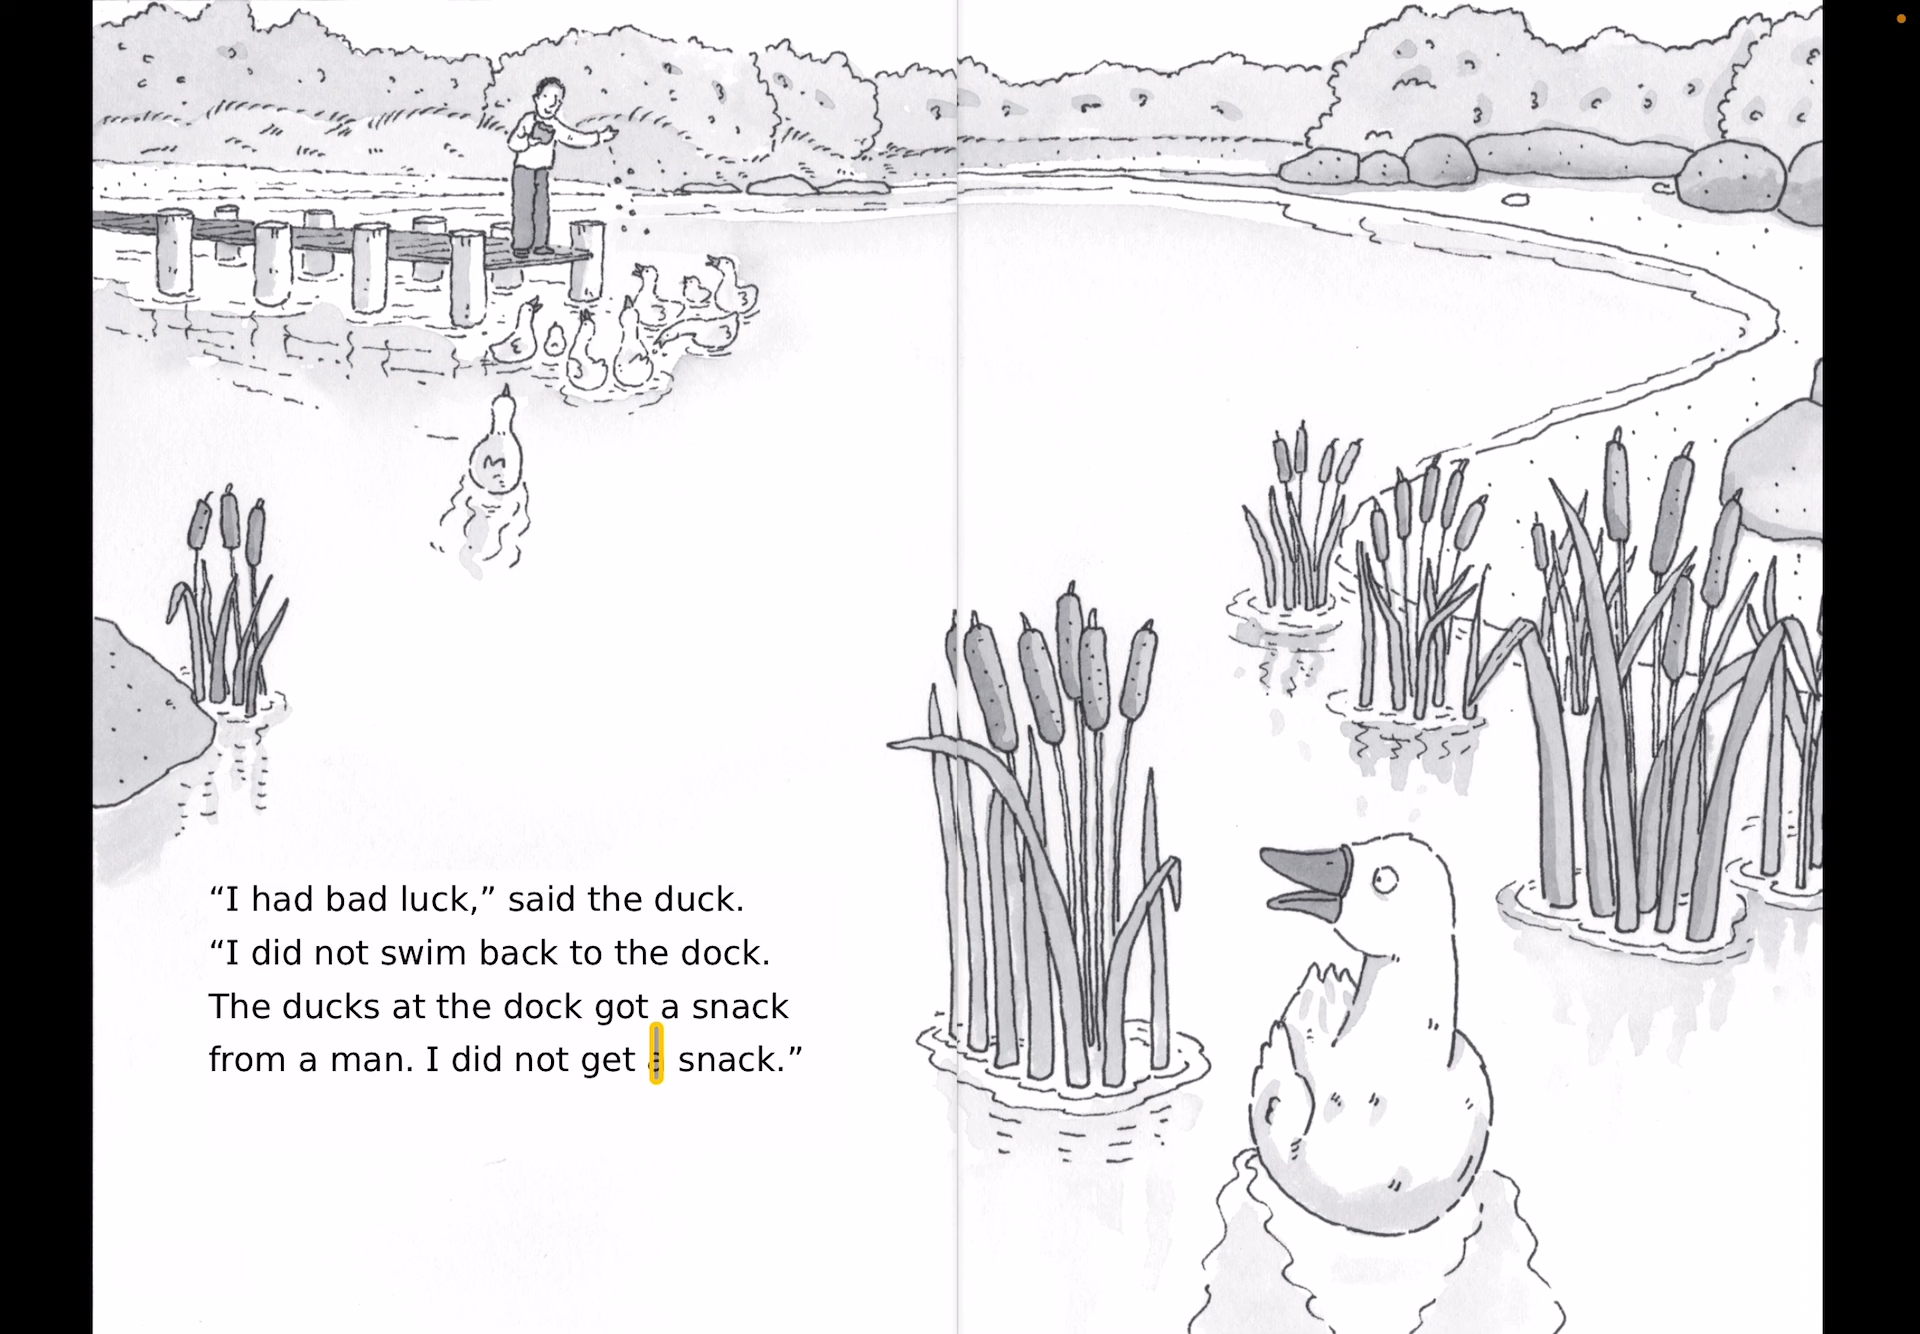 “I had bad luck,” said the duck.
“I did not swim back to the dock.
The ducks at the dock got a snack
from a man. I did not get a snack.”